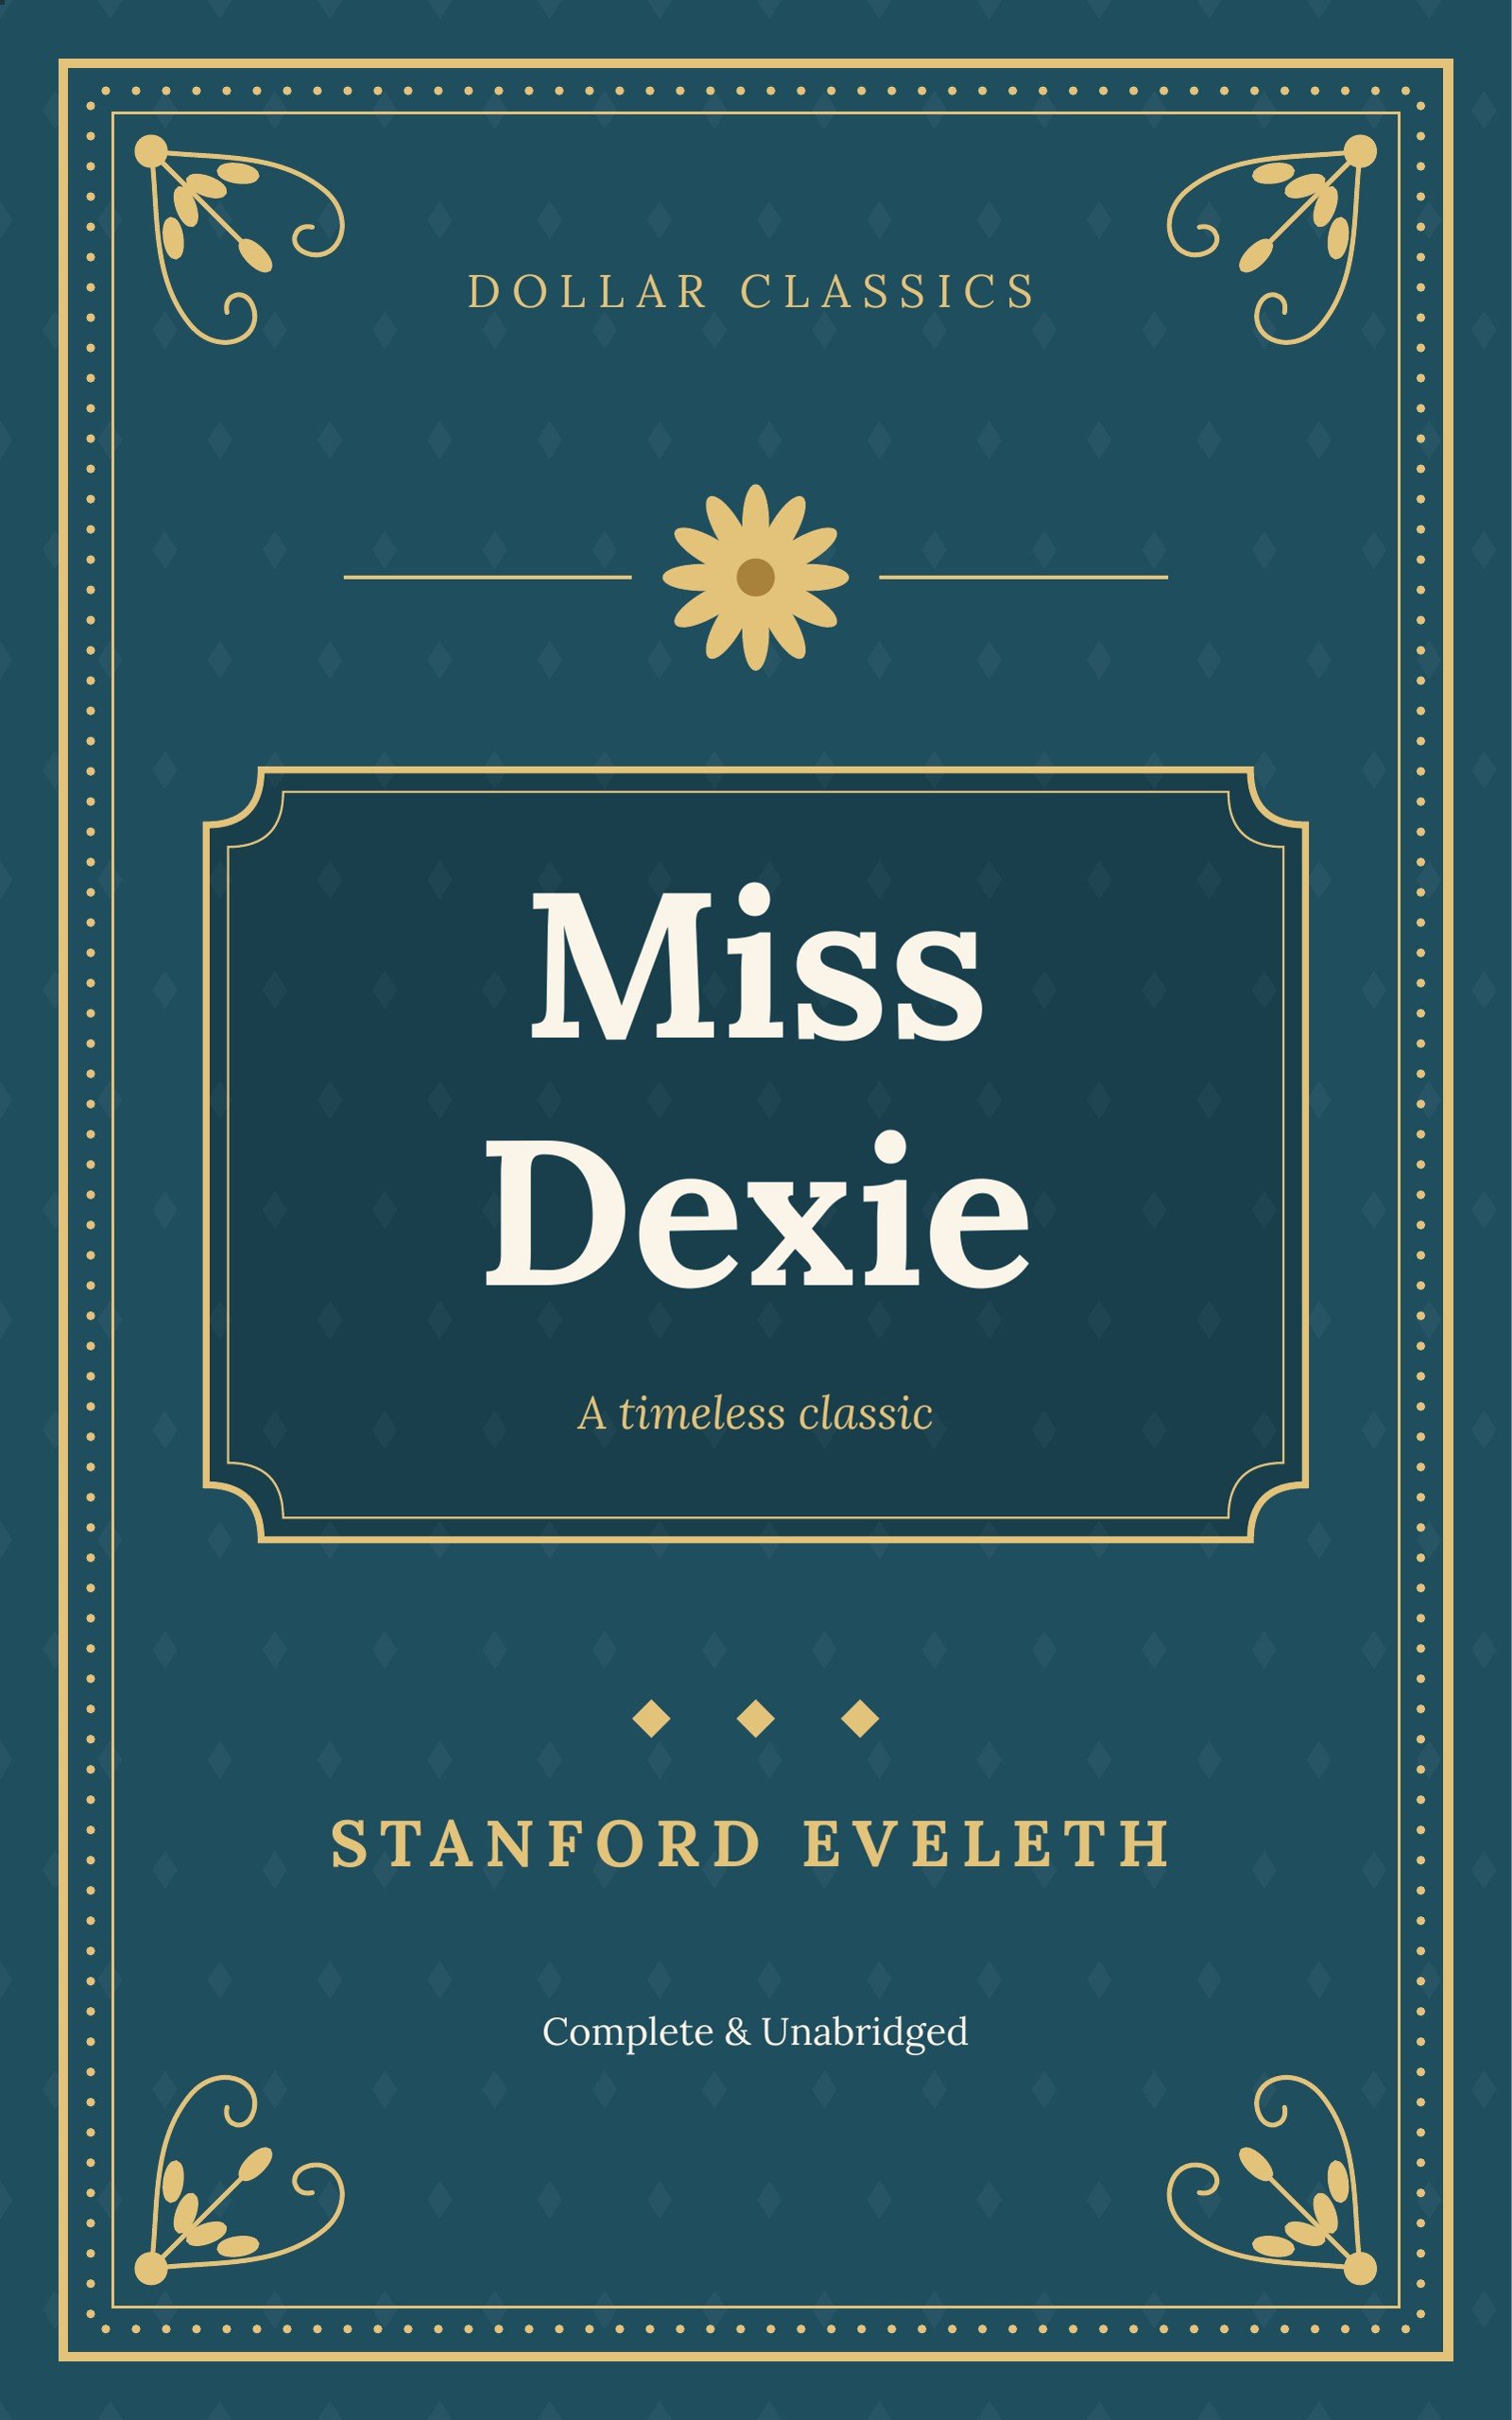 DOLLAR CLASSICS
Miss
Dexie
A timeless classic
STANFORD EVELETH
Complete & Unabridged